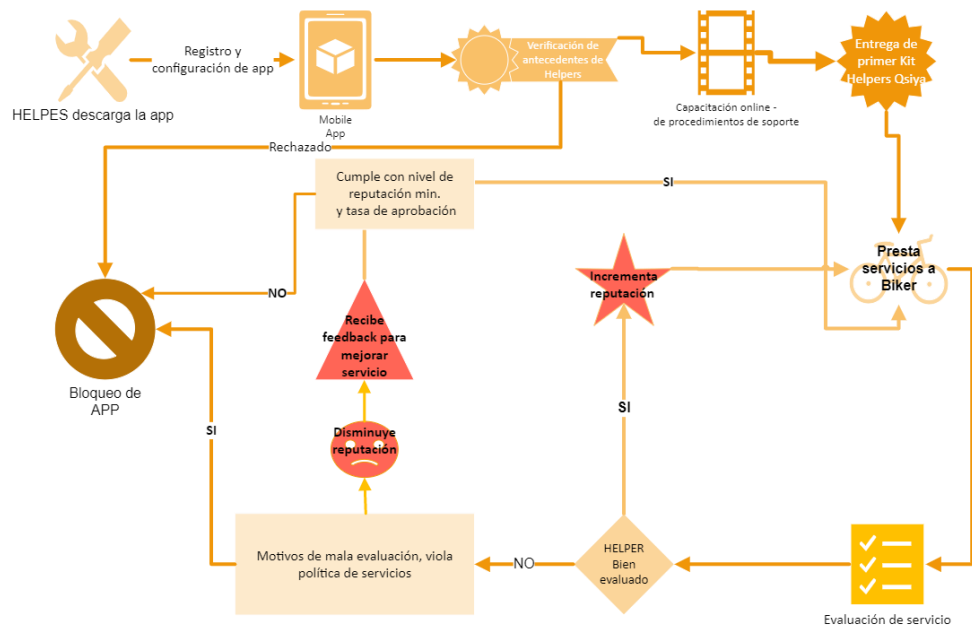 HELPES descarga la app
Registro y
configuración de app
Mobile
App
Verificación de
antecedentes de
Helpers
Capacitación online -
de procedimientos de soporte
Entrega de
primer Kit
Helpers Qsiya
Rechazado
Cumple con nivel de
reputación min.
y tasa de aprobación
SI
NO
Bloqueo de
APP
Recibe
feedback para
mejorar
servicio
Incrementa
reputación
Presta
servicios a
Biker
SI
Disminuye
reputación
SI
Motivos de mala evaluación, viola
política de servicios
NO
HELPER
Bien
evaluado
Evaluación de servicio